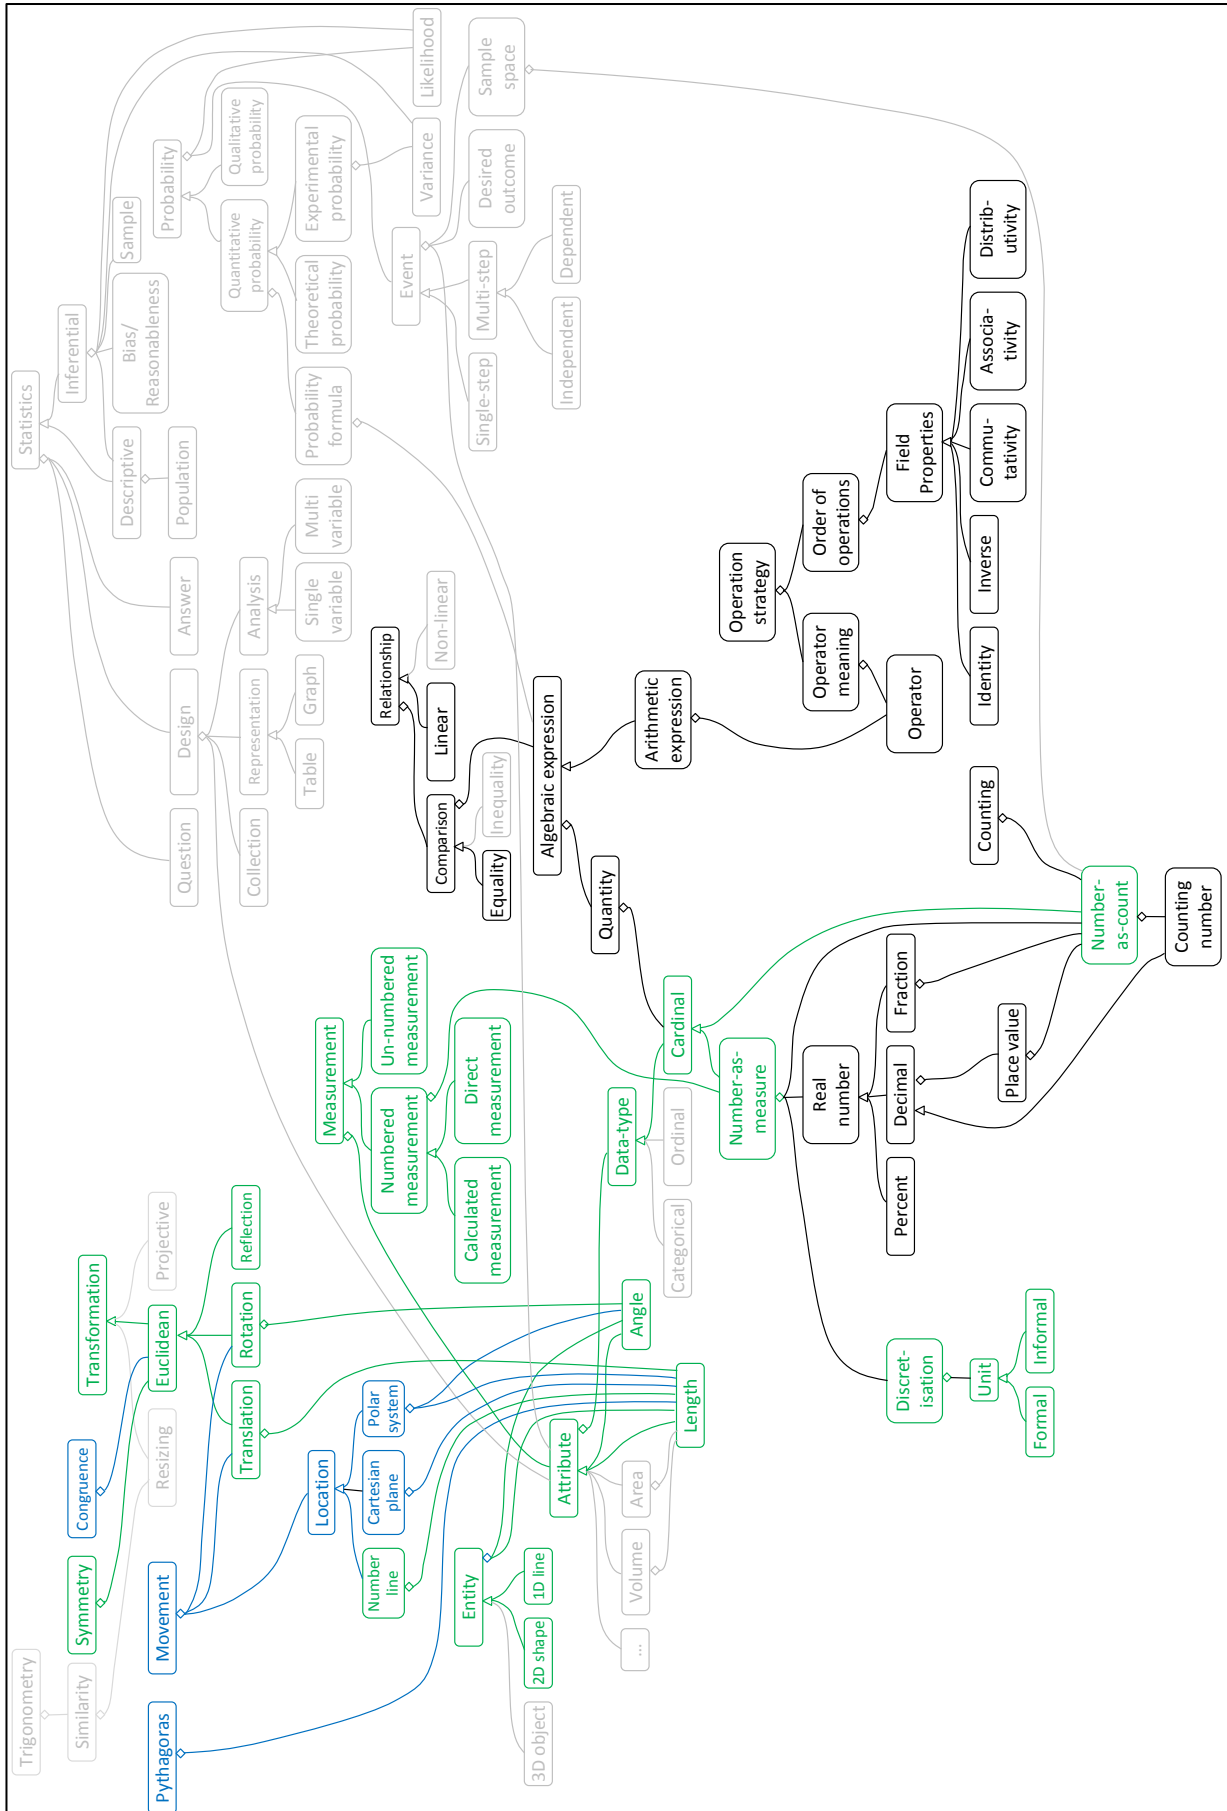 Trigonometry
Similarity
Symmetry
Congruence
Transformation
Resizing
Projective
Euclidean
Pythagoras
Movement
Translation
Rotation
Reflection
Location
Number
line
Cartesian
plane
Polar
system
Entity
3D object
2D shape
1D line
Attribute
...
Volume
Area
Length
Angle
Measurement
Numbered
measurement
Un-numbered
measurement
Calculated
measurement
Direct
measurement
Data-type
Categorical
Ordinal
Cardinal
Number-as-
measure
Discret-
isation
Unit
Formal
Informal
Real
number
Percent
Decimal
Fraction
Place value
Number-
as-count
Counting
number
Counting
Quantity
Algebraic expression
Equality
Inequality
Comparison
Relationship
Linear
Non-linear
Arithmetic
expression
Operation
strategy
Operator
meaning
Order of
operations
Operator
Field
Properties
Identity
Inverse
Commu-
tativity
Associa-
tivity
Distrib-
utivity
Statistics
Question
Design
Answer
Descriptive
Population
Inferential
Collection
Representation
Analysis
Table
Graph
Single
variable
Multi
variable
Bias/
Reasonableness
Sample
Probability
Quantitative
probability
Qualitative
probability
Probability
formula
Theoretical
probability
Experimental
probability
Variance
Likelihood
Event
Single-step
Multi-step
Desired
outcome
Sample
space
Independent
Dependent